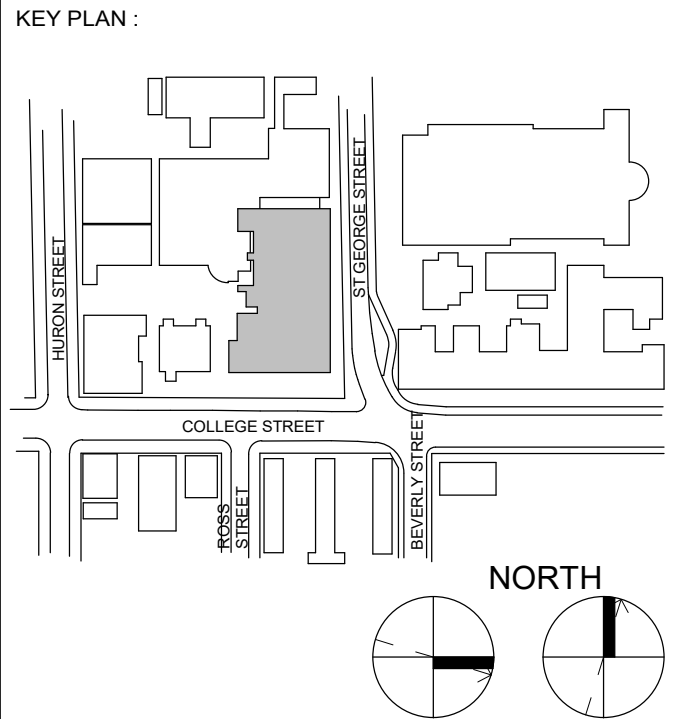 KEY PLAN :
ST GEORGE STREET
HURON STREET
COLLEGE STREET
BEVERLY STREET
ROSS
STREET
NORTH